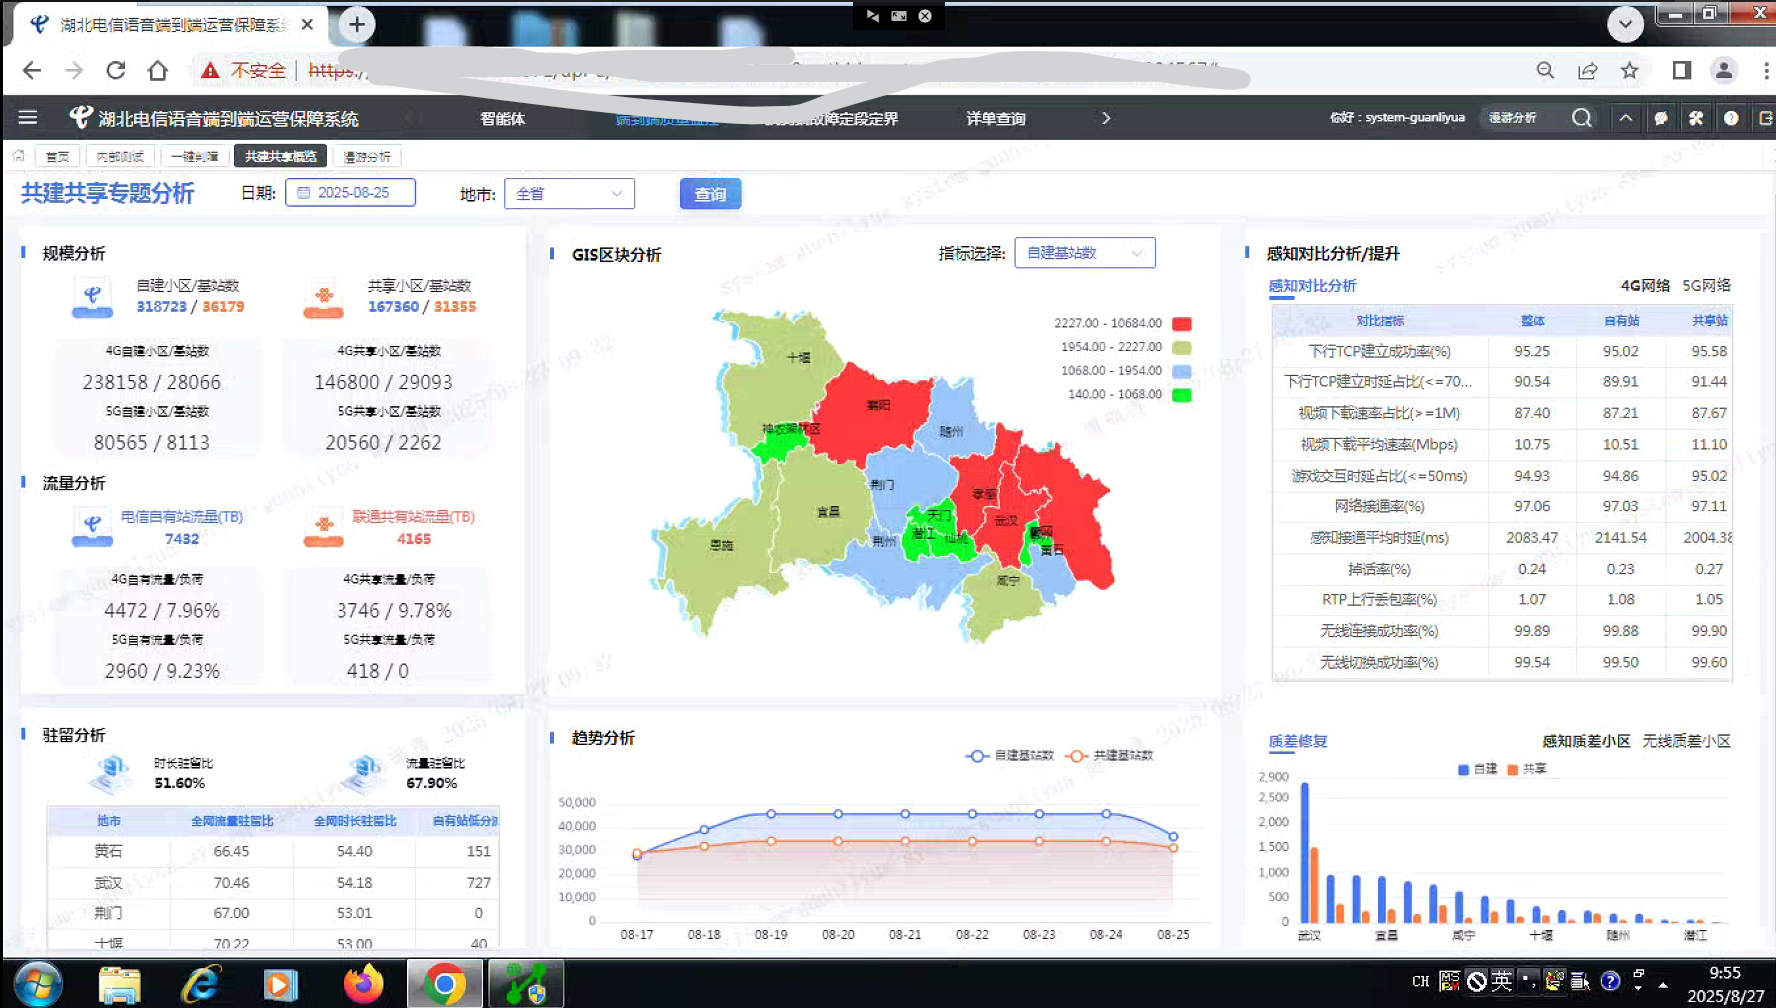 湖北电信语音端到端运营保障系统
不安全
https:/
湖北电信语音端到端运营保障系统
智能体
故障定段定界
详单查询
你好：system-guanliyua
漫游分析
首页
内部测试
一键判障
共建共享概览
漫游分析
共建共享专题分析
日期:
2025-08-25
地市:
全省
查询
规模分析
自建小区/基站数
318723 / 36179
共享小区/基站数
167360 / 31355
4G自建小区/基站数
238158 / 28066
4G共享小区/基站数
146800 / 29093
5G自建小区/基站数
80565 / 8113
5G共享小区/基站数
20560 / 2262
流量分析
电信自有站流量(TB)
7432
联通共有站流量(TB)
4165
4G自有流量/负荷
4472 / 7.96%
4G共享流量/负荷
3746 / 9.78%
5G自有流量/负荷
2960 / 9.23%
5G共享流量/负荷
418 / 0
驻留分析
时长驻留比
51.60%
流量驻留比
67.90%
地市 全网流量驻留比 全网时长驻留比 自有站低分
黄石 66.45 54.40 151
武汉 70.46 54.18 727
荆门 67.00 53.01 0
十堰 70.22 53.00 40
GIS区块分析
指标选择:
自建基站数
2227.00 - 10684.00
1954.00 - 2227.00
1068.00 - 1954.00
140.00 - 1068.00
十堰
襄阳
神农架林区
随州
荆门
孝感
宜昌
天门
武汉
潜江
仙桃
鄂州
荆州
黄石
恩施
咸宁
趋势分析
自建基站数
共建基站数
50,000
40,000
30,000
20,000
10,000
0
08-17 08-18 08-19 08-20 08-21 08-22 08-23 08-24 08-25
感知对比分析/提升
感知对比分析
4G网络 5G网络
对比指标 整体 自有站 共享站
下行TCP建立成功率(%) 95.25 95.02 95.58
下行TCP建立时延占比(<=70... 90.54 89.91 91.44
视频下载速率占比(>=1M) 87.40 87.21 87.67
视频下载平均速率(Mbps) 10.75 10.51 11.10
游戏交互时延占比(<=50ms) 94.93 94.86 95.02
网络接通率(%) 97.06 97.03 97.11
感知接通平均时延(ms) 2083.47 2141.54 2004.38
掉话率(%) 0.24 0.23 0.27
RTP上行丢包率(%) 1.07 1.08 1.05
无线连接成功率(%) 99.89 99.88 99.90
无线切换成功率(%) 99.54 99.50 99.60
质差修复
感知质差小区 无线质差小区
自建 共享
2,900
2,500
2,000
1,500
1,000
500
0
武汉 宜昌 咸宁 十堰 随州 潜江
CH
英
9:55
2025/8/27